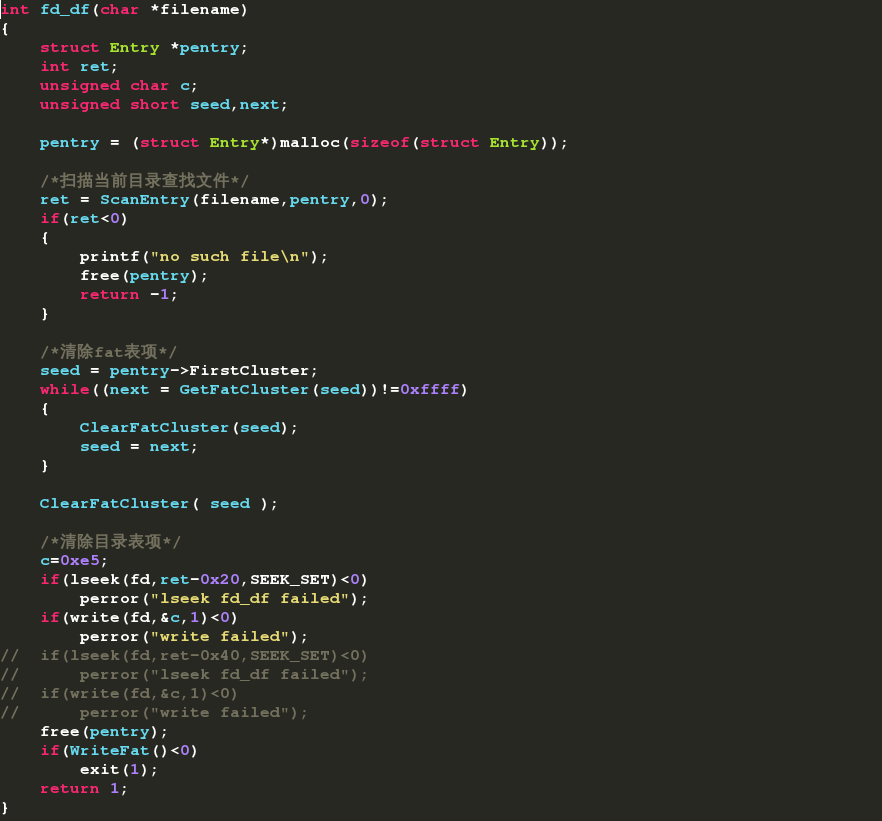 int fd_df(char *filename)
{
    struct Entry *pentry;
    int ret;
    unsigned char c;
    unsigned short seed,next;

    pentry = (struct Entry*)malloc(sizeof(struct Entry));

    /*扫描当前目录查找文件*/
    ret = ScanEntry(filename,pentry,0);
    if(ret<0)
    {
        printf("no such file\n");
        free(pentry);
        return -1;
    }

    /*清除fat表项*/
    seed = pentry->FirstCluster;
    while((next = GetFatCluster(seed))!=0xffff)
    {
        ClearFatCluster(seed);
        seed = next;
    }

    ClearFatCluster( seed );

    /*清除目录表项*/
    c=0xe5;
    if(lseek(fd,ret-0x20,SEEK_SET)<0)
        perror("lseek fd_df failed");
    if(write(fd,&c,1)<0)
        perror("write failed");
//  if(lseek(fd,ret-0x40,SEEK_SET)<0)
//      perror("lseek fd_df failed");
//  if(write(fd,&c,1)<0)
//      perror("write failed");
    free(pentry);
    if(WriteFat()<0)
        exit(1);
    return 1;
}